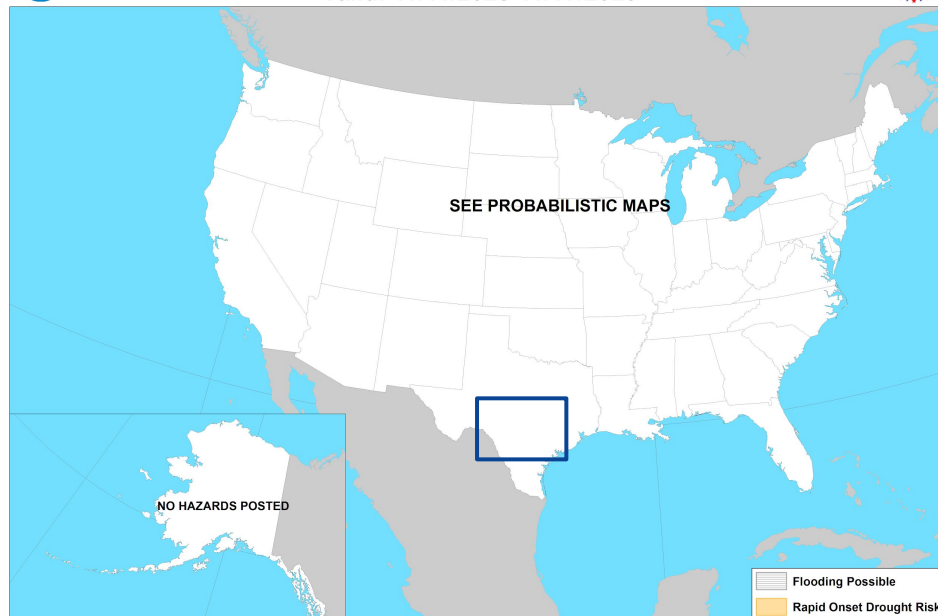 SEE PROBABILISTIC MAPS
NO HAZARDS POSTED
Flooding Possible
Rapid Onset Drought Risk